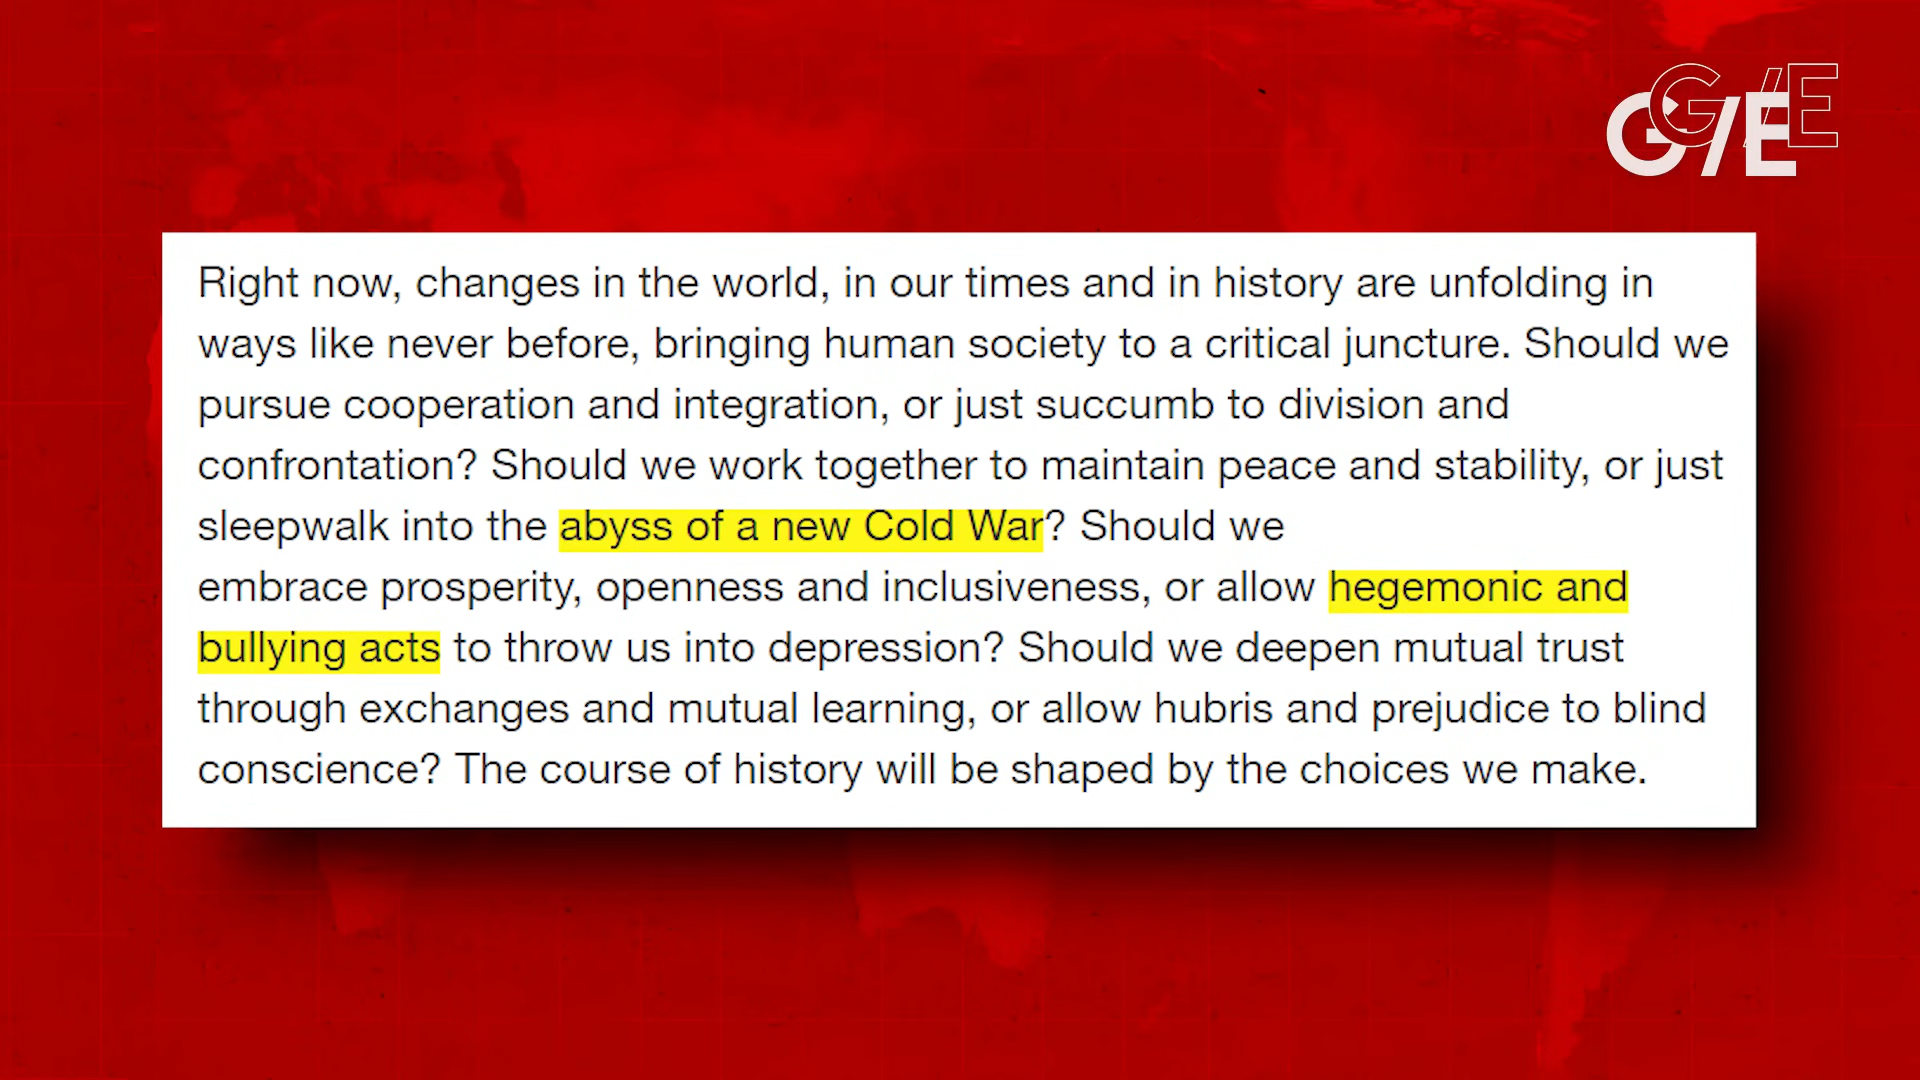 G/E
G/E
Right now, changes in the world, in our times and in history are unfolding in
ways like never before, bringing human society to a critical juncture. Should we
pursue cooperation and integration, or just succumb to division and
confrontation? Should we work together to maintain peace and stability, or just
sleepwalk into the abyss of a new Cold War? Should we
embrace prosperity, openness and inclusiveness, or allow hegemonic and
bullying acts to throw us into depression? Should we deepen mutual trust
through exchanges and mutual learning, or allow hubris and prejudice to blind
conscience? The course of history will be shaped by the choices we make.